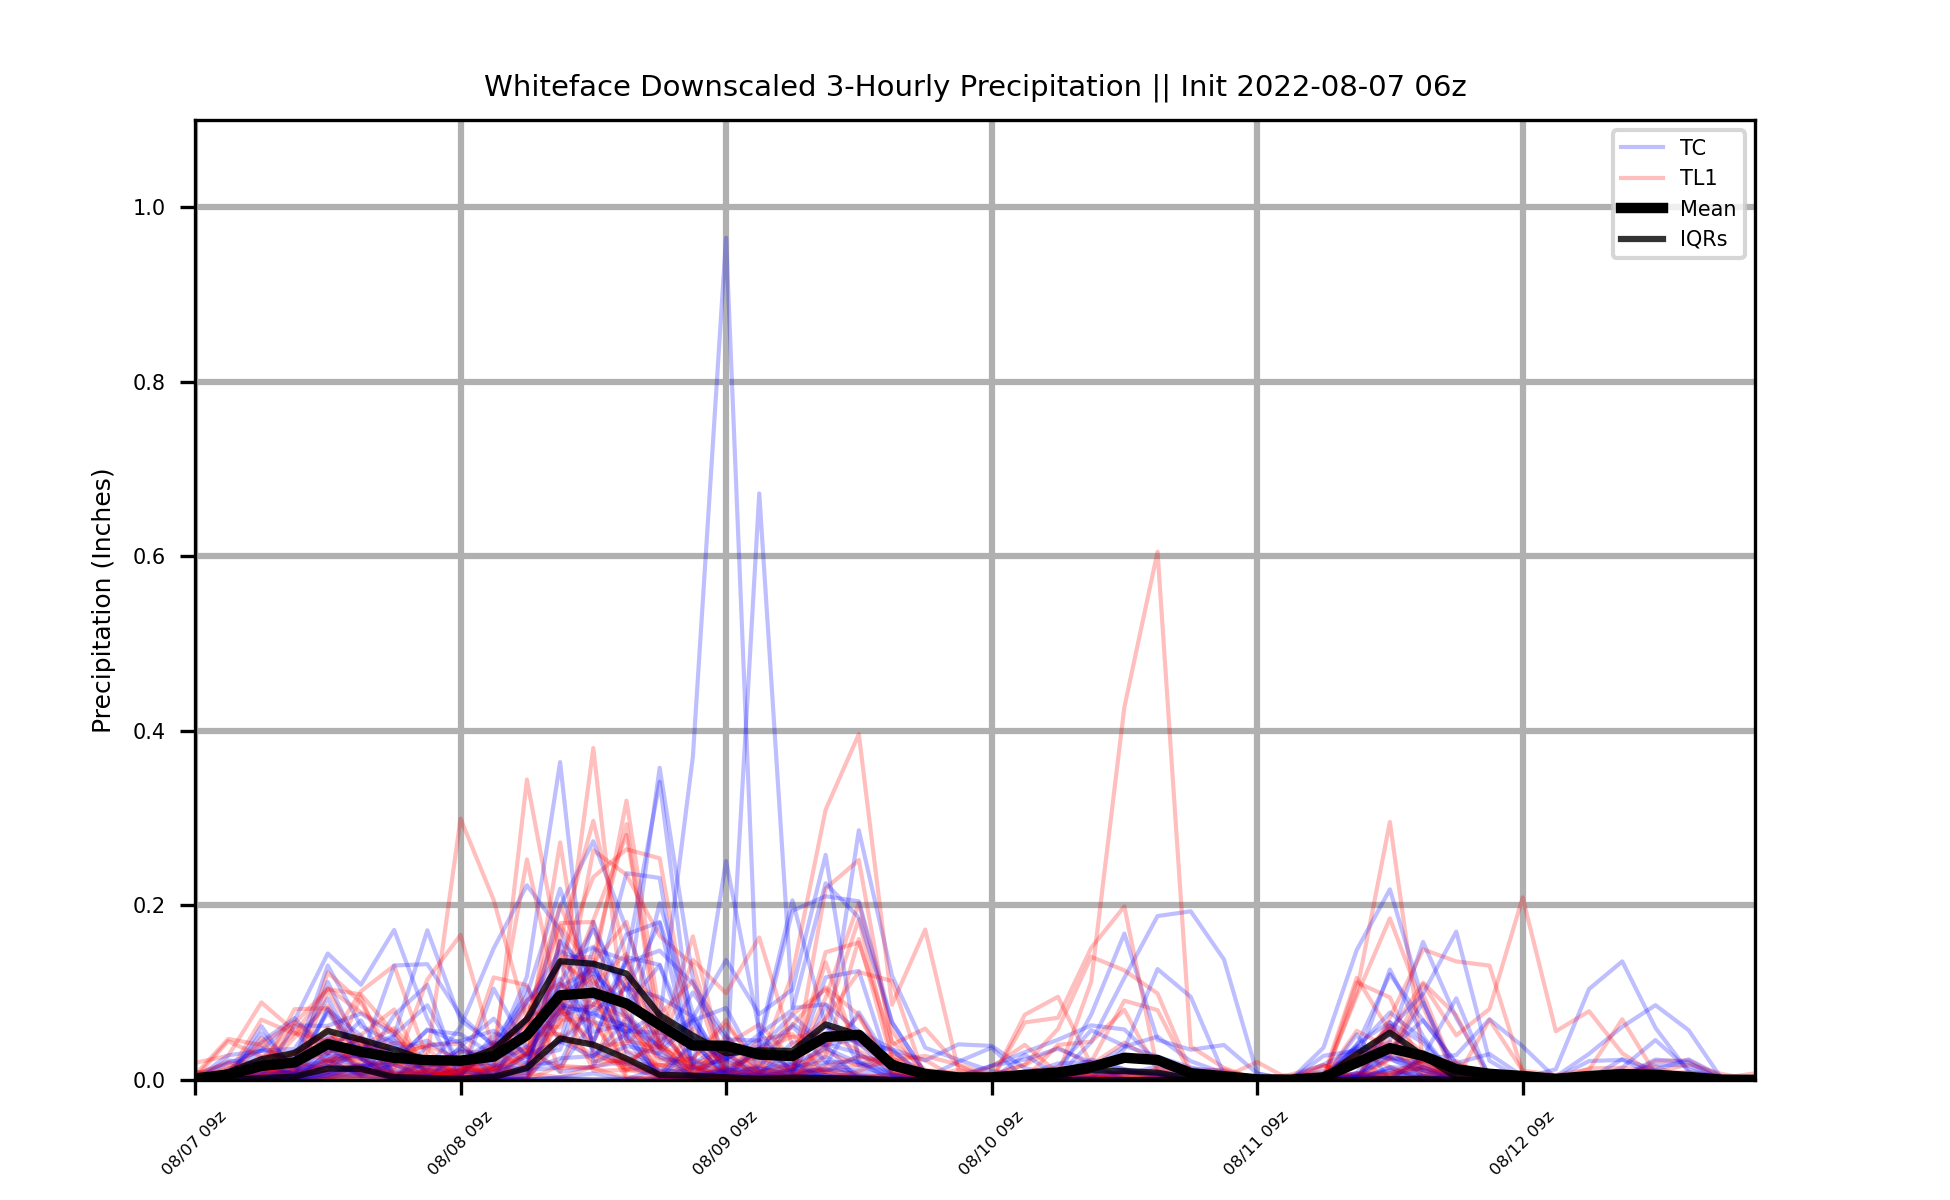 Whiteface Downscaled 3-Hourly Precipitation || Init 2022-08-07 06z
TC
TL1
Mean
IQRs
Precipitation (Inches)
1.0
0.8
0.6
0.4
0.2
0.0
08/07 09z
08/08 09z
08/09 09z
08/10 09z
08/11 09z
08/12 09z